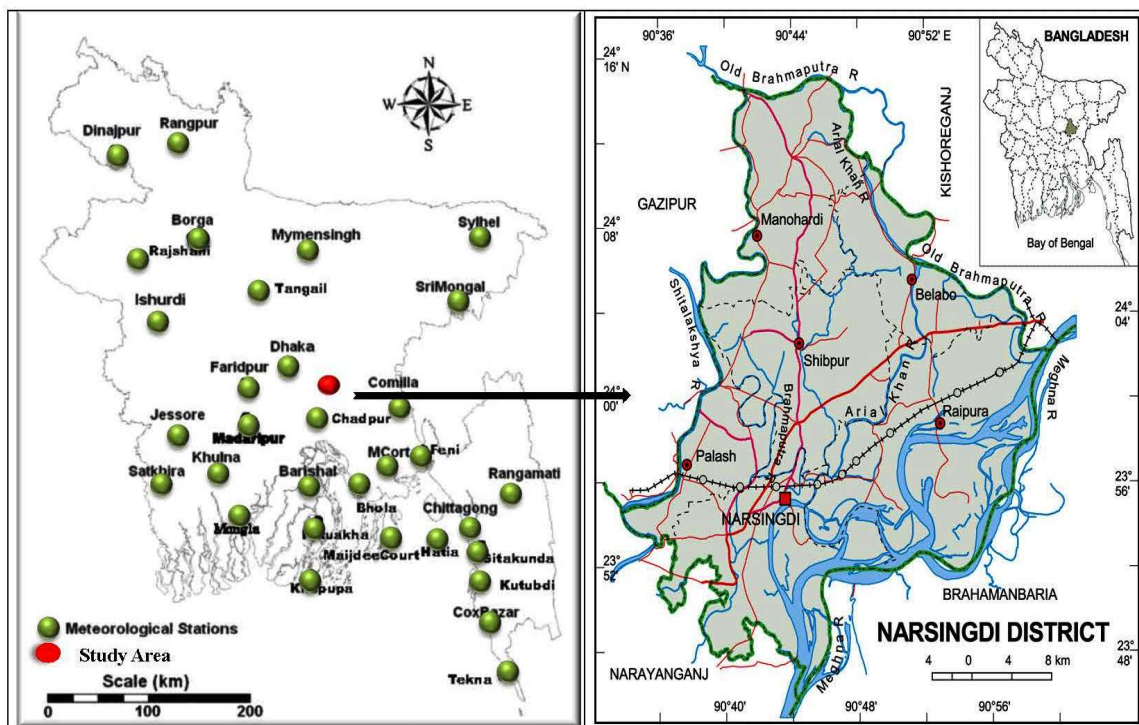 N
W
E
S
Dinajpur
Rangpur
Borga
Rajshahi
Mymensingh
Sylhel
Tangail
SriMongal
Ishurdi
Dhaka
Faridpur
Comilla
Chadpur
Jessore
Madaripur
Khulna
Satkhira
Barishal
MCort
Feni
Rangamati
Bhola
Chittagong
Mongla
MaijdeeCourt
Hatia
Sitakunda
Kutubdi
CoxBazar
Tekna
Meteorological Stations
Study Area
Scale (km)
0 100 200
90°36' 90°44' 90°52' E
24°
16' N
24°
08'
24°
04'
24°
00'
23°
56'
23°
52'
23°
48'
90°40' 90°48' 90°56'
BANGLADESH
Bay of Bengal
Old Brahmaputra R
Arial Khan R
KISHOREGANJ
GAZIPUR
Manohardi
Old Brahmaputra R
Belabo
Shitalakshya R
Shibpur
Brahmaputra
Arial Khan R
Meghna R
Raipura
Palash
NARSINGDI
BRAHAMANBARIA
NARSINGDI DISTRICT
4 0 4 8 km
NARAYANGANJ
Meghna R